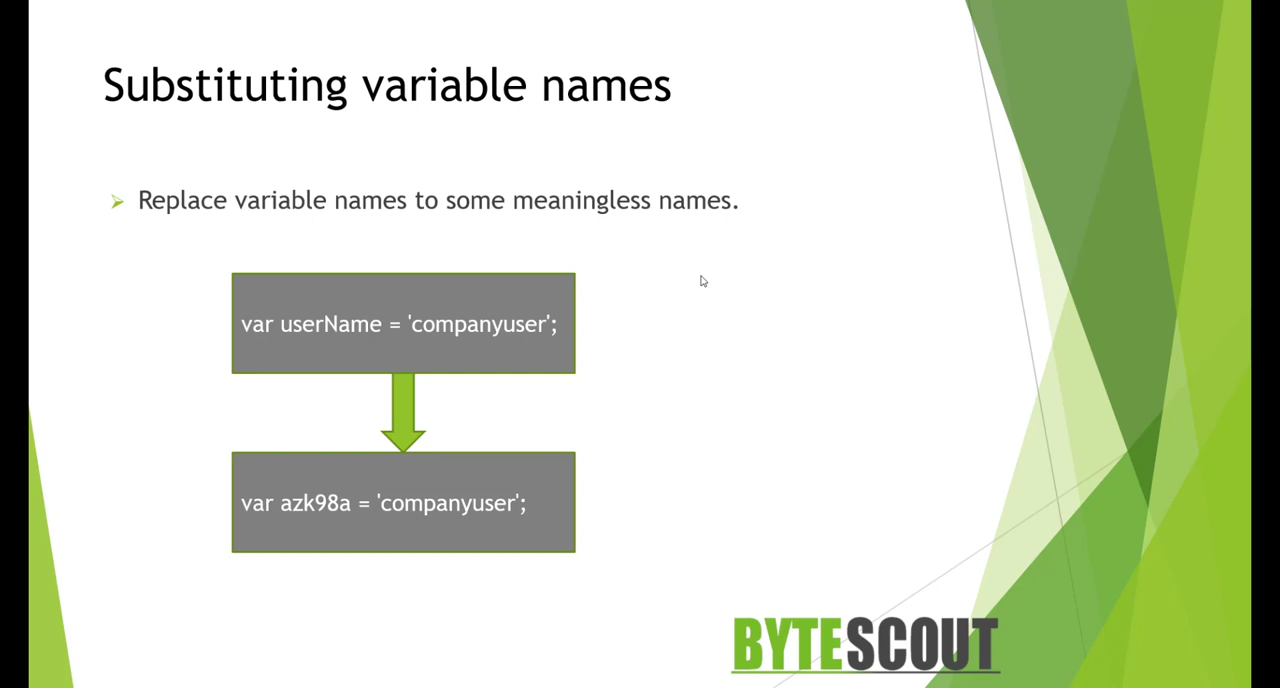 Substituting variable names
Replace variable names to some meaningless names.
var userName = 'companyuser';
var azk98a = 'companyuser';
BYTESCOUT